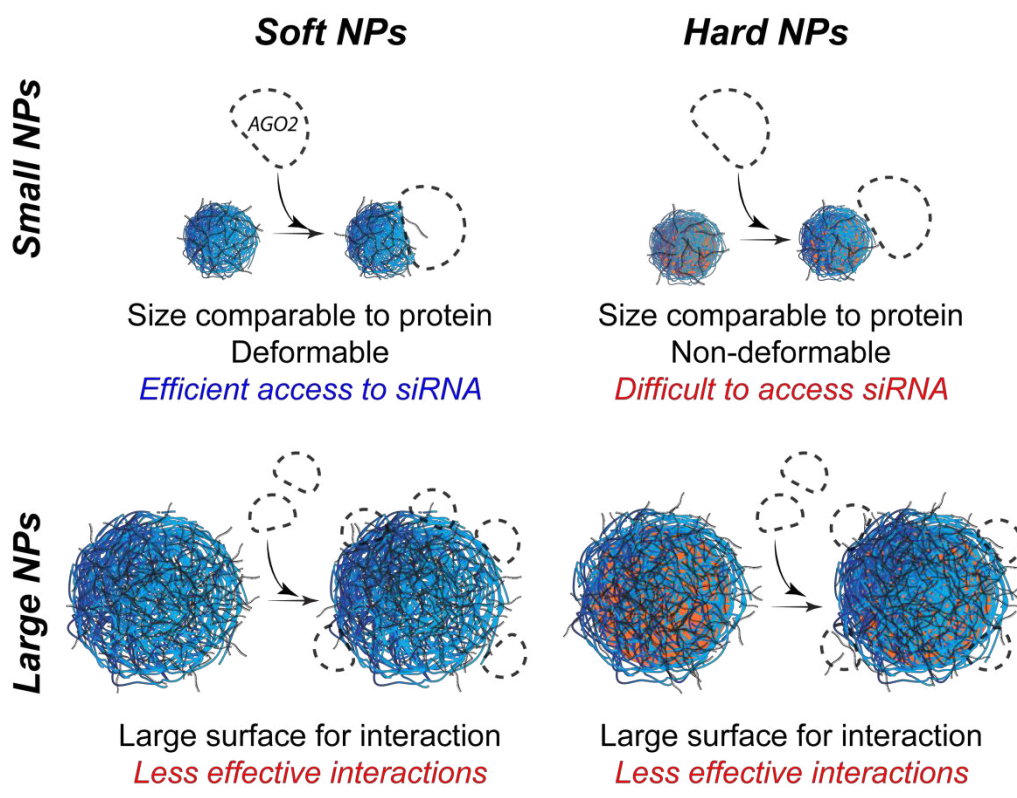 Soft NPs
Hard NPs
Small NPs
AGO2
Size comparable to protein
Deformable
Efficient access to siRNA
Size comparable to protein
Non-deformable
Difficult to access siRNA
Large NPs
Large surface for interaction
Less effective interactions
Large surface for interaction
Less effective interactions